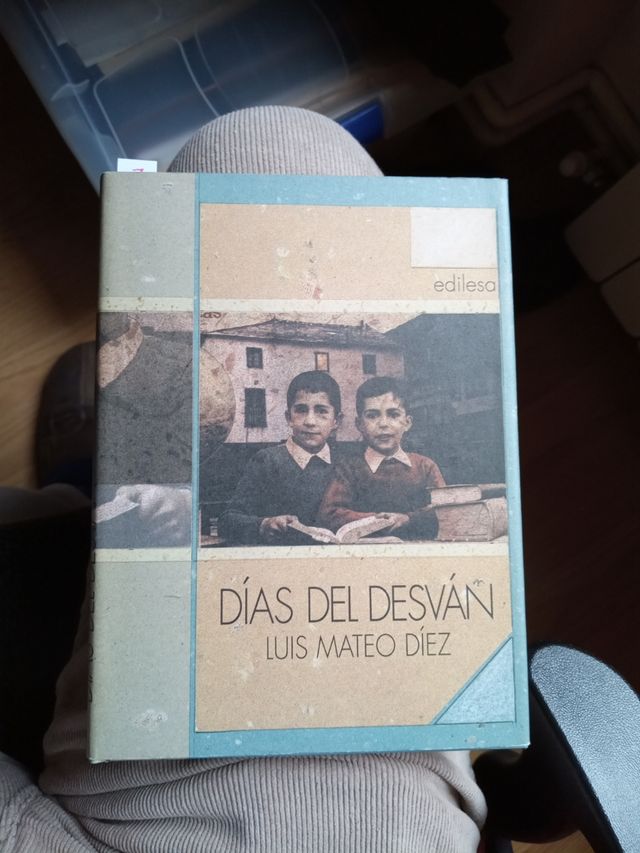 edilesa
DÍAS DEL DESVÁN
LUIS MATEO DÍEZ